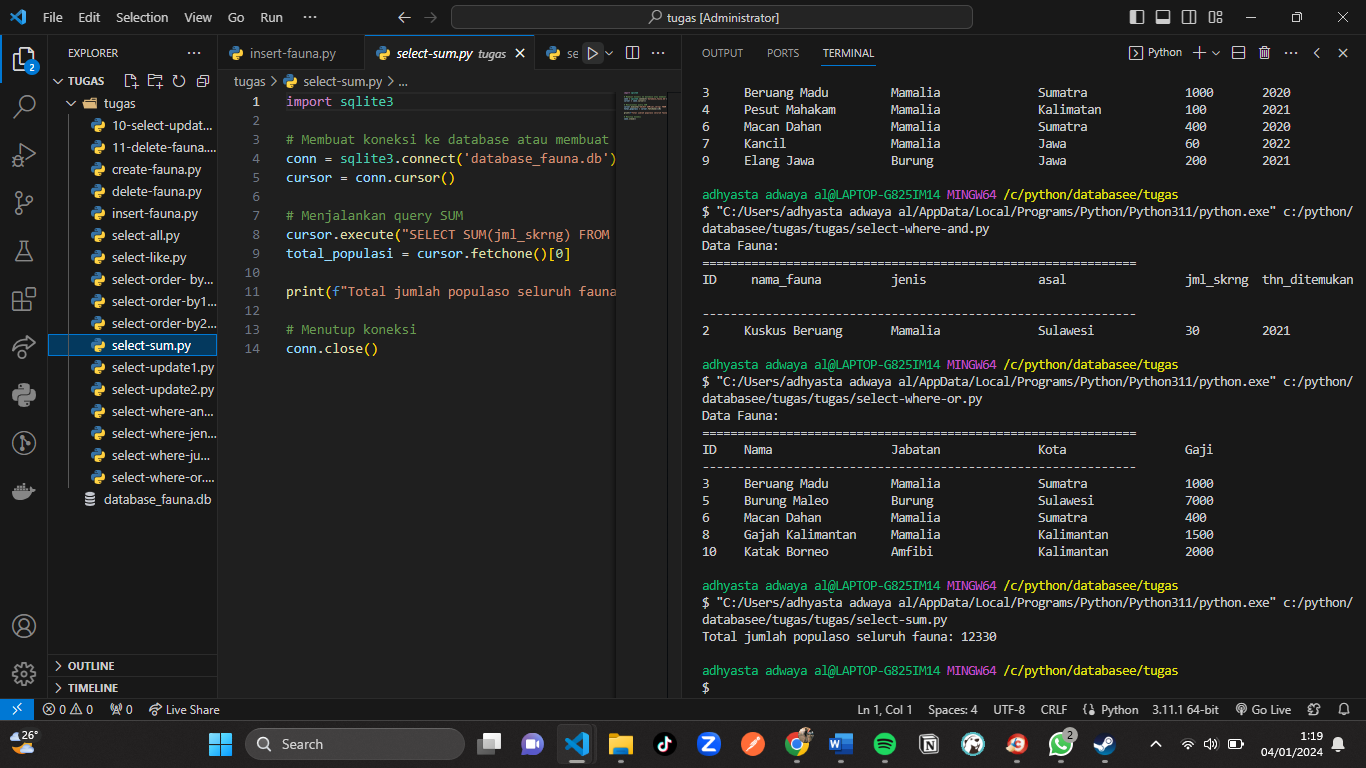 File Edit Selection View Go Run ··· tugas [Administrator]
EXPLORER ···
TUGAS
tugas
10-select-updat...
11-delete-fauna....
create-fauna.py
delete-fauna.py
insert-fauna.py
select-all.py
select-like.py
select-order- by...
select-order-by1...
select-order-by2...
select-sum.py
select-update1.py
select-update2.py
select-where-an...
select-where-jen...
select-where-ju...
select-where-or....
database_fauna.db
OUTLINE
TIMELINE
2
insert-fauna.py select-sum.py tugas se ···
tugas > select-sum.py > ...
1 import sqlite3
2
3 # Membuat koneksi ke database atau membuat
4 conn = sqlite3.connect('database_fauna.db')
5 cursor = conn.cursor()
6
7 # Menjalankan query SUM
8 cursor.execute("SELECT SUM(jml_skrng) FROM
9 total_populasi = cursor.fetchone()[0]
10
11 print(f"Total jumlah populaso seluruh fauna
12
13 # Menutup koneksi
14 conn.close()
OUTPUT PORTS TERMINAL Python ···
3 Beruang Madu Mamalia Sumatra 1000 2020
4 Pesut Mahakam Mamalia Kalimatan 100 2021
6 Macan Dahan Mamalia Sumatra 400 2020
7 Kancil Mamalia Jawa 60 2022
9 Elang Jawa Burung Jawa 200 2021
adhyasta adwaya al@LAPTOP-G825IM14 MINGW64 /c/python/databasee/tugas
$ "C:/Users/adhyasta adwaya al/AppData/Local/Programs/Python/Python311/python.exe" c:/python/
databasee/tugas/tugas/select-where-and.py
Data Fauna:
==============================================================
ID nama_fauna jenis asal jml_skrng thn_ditemukan
--------------------------------------------------------------
2 Kuskus Beruang Mamalia Sulawesi 30 2021
adhyasta adwaya al@LAPTOP-G825IM14 MINGW64 /c/python/databasee/tugas
$ "C:/Users/adhyasta adwaya al/AppData/Local/Programs/Python/Python311/python.exe" c:/python/
databasee/tugas/tugas/select-where-or.py
Data Fauna:
==============================================================
ID Nama Jabatan Kota Gaji
--------------------------------------------------------------
3 Beruang Madu Mamalia Sumatra 1000
5 Burung Maleo Burung Sulawesi 7000
6 Macan Dahan Mamalia Sumatra 400
8 Gajah Kalimantan Mamalia Kalimantan 1500
10 Katak Borneo Amfibi Kalimantan 2000
adhyasta adwaya al@LAPTOP-G825IM14 MINGW64 /c/python/databasee/tugas
$ "C:/Users/adhyasta adwaya al/AppData/Local/Programs/Python/Python311/python.exe" c:/python/
databasee/tugas/tugas/select-sum.py
Total jumlah populaso seluruh fauna: 12330
adhyasta adwaya al@LAPTOP-G825IM14 MINGW64 /c/python/databasee/tugas
$
0 0 0 Live Share Ln 1, Col 1 Spaces: 4 UTF-8 CRLF Python 3.11.1 64-bit Go Live
26° Search 2 1:19
04/01/2024